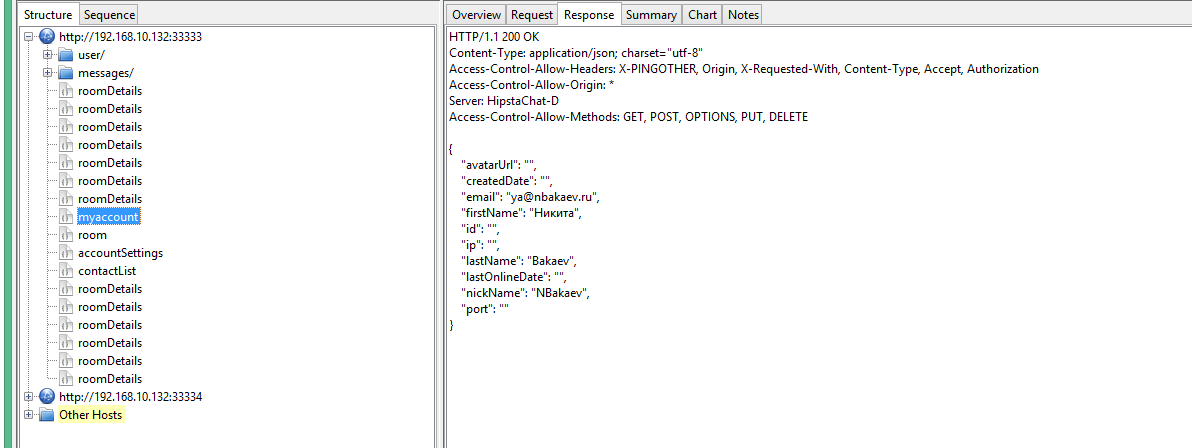 Structure
Sequence
http://192.168.10.132:33333
user/
messages/
roomDetails
roomDetails
roomDetails
roomDetails
roomDetails
roomDetails
roomDetails
myaccount
room
accountSettings
contactList
roomDetails
roomDetails
roomDetails
roomDetails
roomDetails
roomDetails
http://192.168.10.132:33334
Other Hosts
Overview
Request
Response
Summary
Chart
Notes
HTTP/1.1 200 OK
Content-Type: application/json; charset="utf-8"
Access-Control-Allow-Headers: X-PINGOTHER, Origin, X-Requested-With, Content-Type, Accept, Authorization
Access-Control-Allow-Origin: *
Server: HipstaChat-D
Access-Control-Allow-Methods: GET, POST, OPTIONS, PUT, DELETE
{
"avatarUrl": "",
"createdDate": "",
"email": "ya@nbakaev.ru",
"firstName": "Никита",
"id": "",
"ip": "",
"lastName": "Bakaev",
"lastOnlineDate": "",
"nickName": "NBakaev",
"port": ""
}